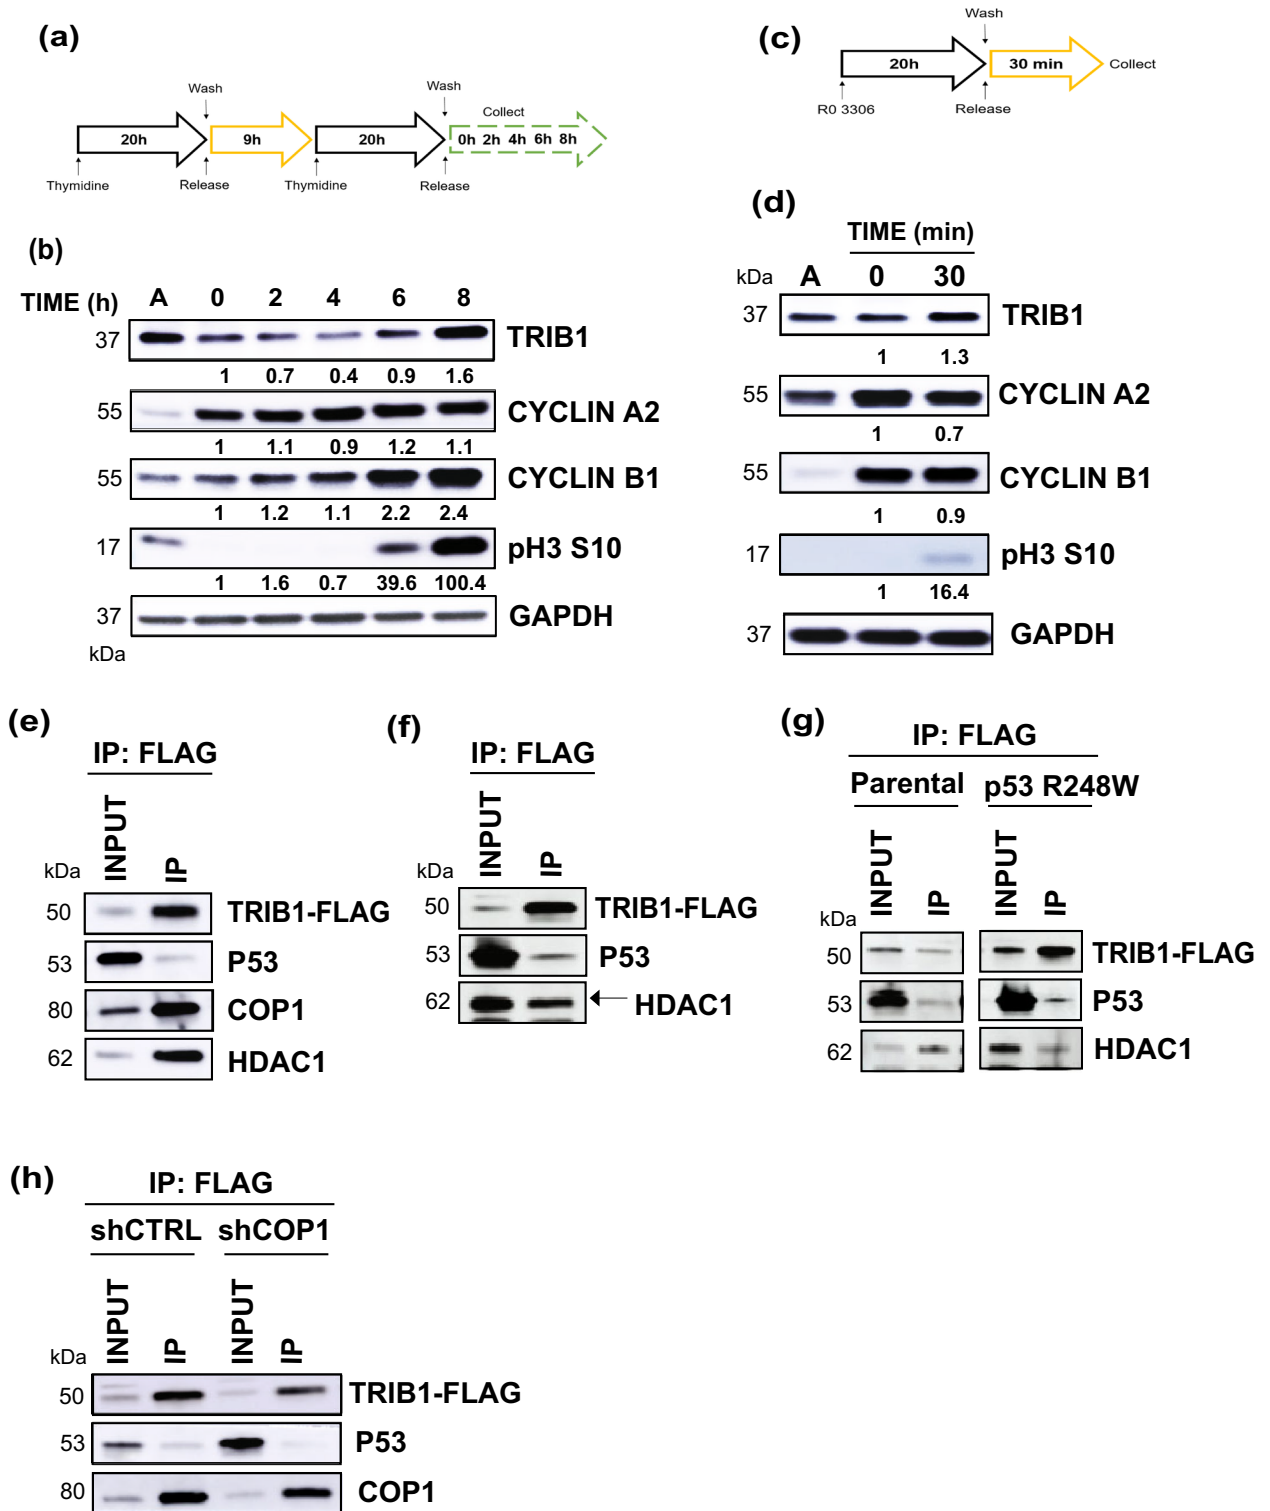 (a)
Wash
Wash
Collect
20h
9h
20h
0h 2h 4h 6h 8h
Thymidine
Release
Thymidine
Release
(b)
TIME (h) A 0 2 4 6 8
37 TRIB1
1 0.7 0.4 0.9 1.6
55 CYCLIN A2
1 1.1 0.9 1.2 1.1
55 CYCLIN B1
1 1.2 1.1 2.2 2.4
17 pH3 S10
1 1.6 0.7 39.6 100.4
37 GAPDH
kDa
(c)
Wash
20h
30 min
Collect
R0 3306
Release
(d)
TIME (min)
kDa A 0 30
37 TRIB1
1 1.3
55 CYCLIN A2
1 0.7
55 CYCLIN B1
1 0.9
17 pH3 S10
1 16.4
37 GAPDH
(e)
IP: FLAG
INPUT IP
kDa
50 TRIB1-FLAG
53 P53
80 COP1
62 HDAC1
(f)
IP: FLAG
INPUT IP
kDa
50 TRIB1-FLAG
53 P53
62 HDAC1
(g)
IP: FLAG
Parental p53 R248W
INPUT IP INPUT IP
kDa
50 TRIB1-FLAG
53 P53
62 HDAC1
(h)
IP: FLAG
shCTRL shCOP1
INPUT IP INPUT IP
kDa
50 TRIB1-FLAG
53 P53
80 COP1